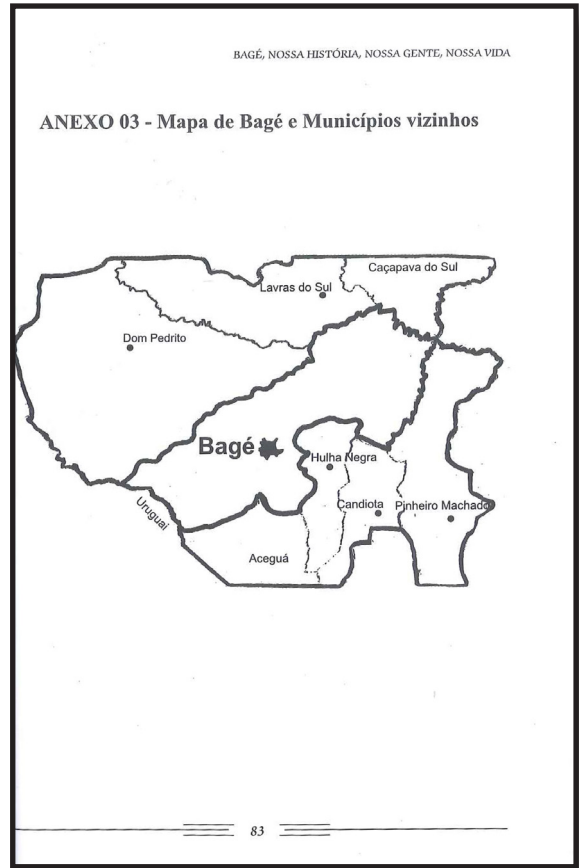 BAGÉ, NOSSA HISTÓRIA, NOSSA GENTE, NOSSA VIDA
ANEXO 03 - Mapa de Bagé e Municípios vizinhos
Caçapava do Sul
Lavras do Sul
Dom Pedrito
Bagé
Hulha Negra
Uruguai
Candiota
Pinheiro Machado
Aceguá
83